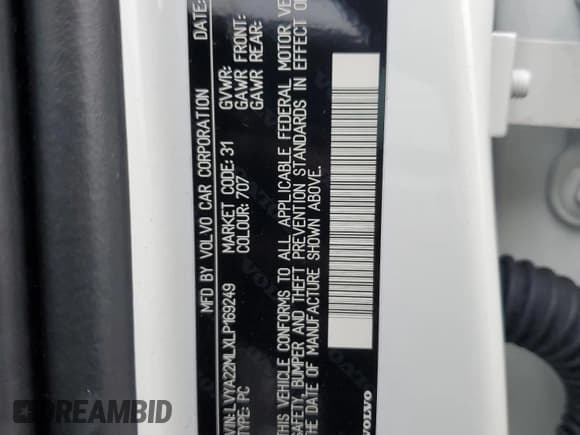 MFD BY VOLVO CAR CORPORATION DATE:
VIN: LVYA22MLXLP169249 MARKET CODE: 31 GVWR:
TYPE: PC COLOUR: 707 GAWR FRONT:
GAWR REAR:
THIS VEHICLE CONFORMS TO ALL APPLICABLE FEDERAL MOTOR VE
SAFETY, BUMPER AND THEFT PREVENTION STANDARDS IN EFFECT O
DATE OF MANUFACTURE SHOWN ABOVE.
VOLVO
DREAMBID